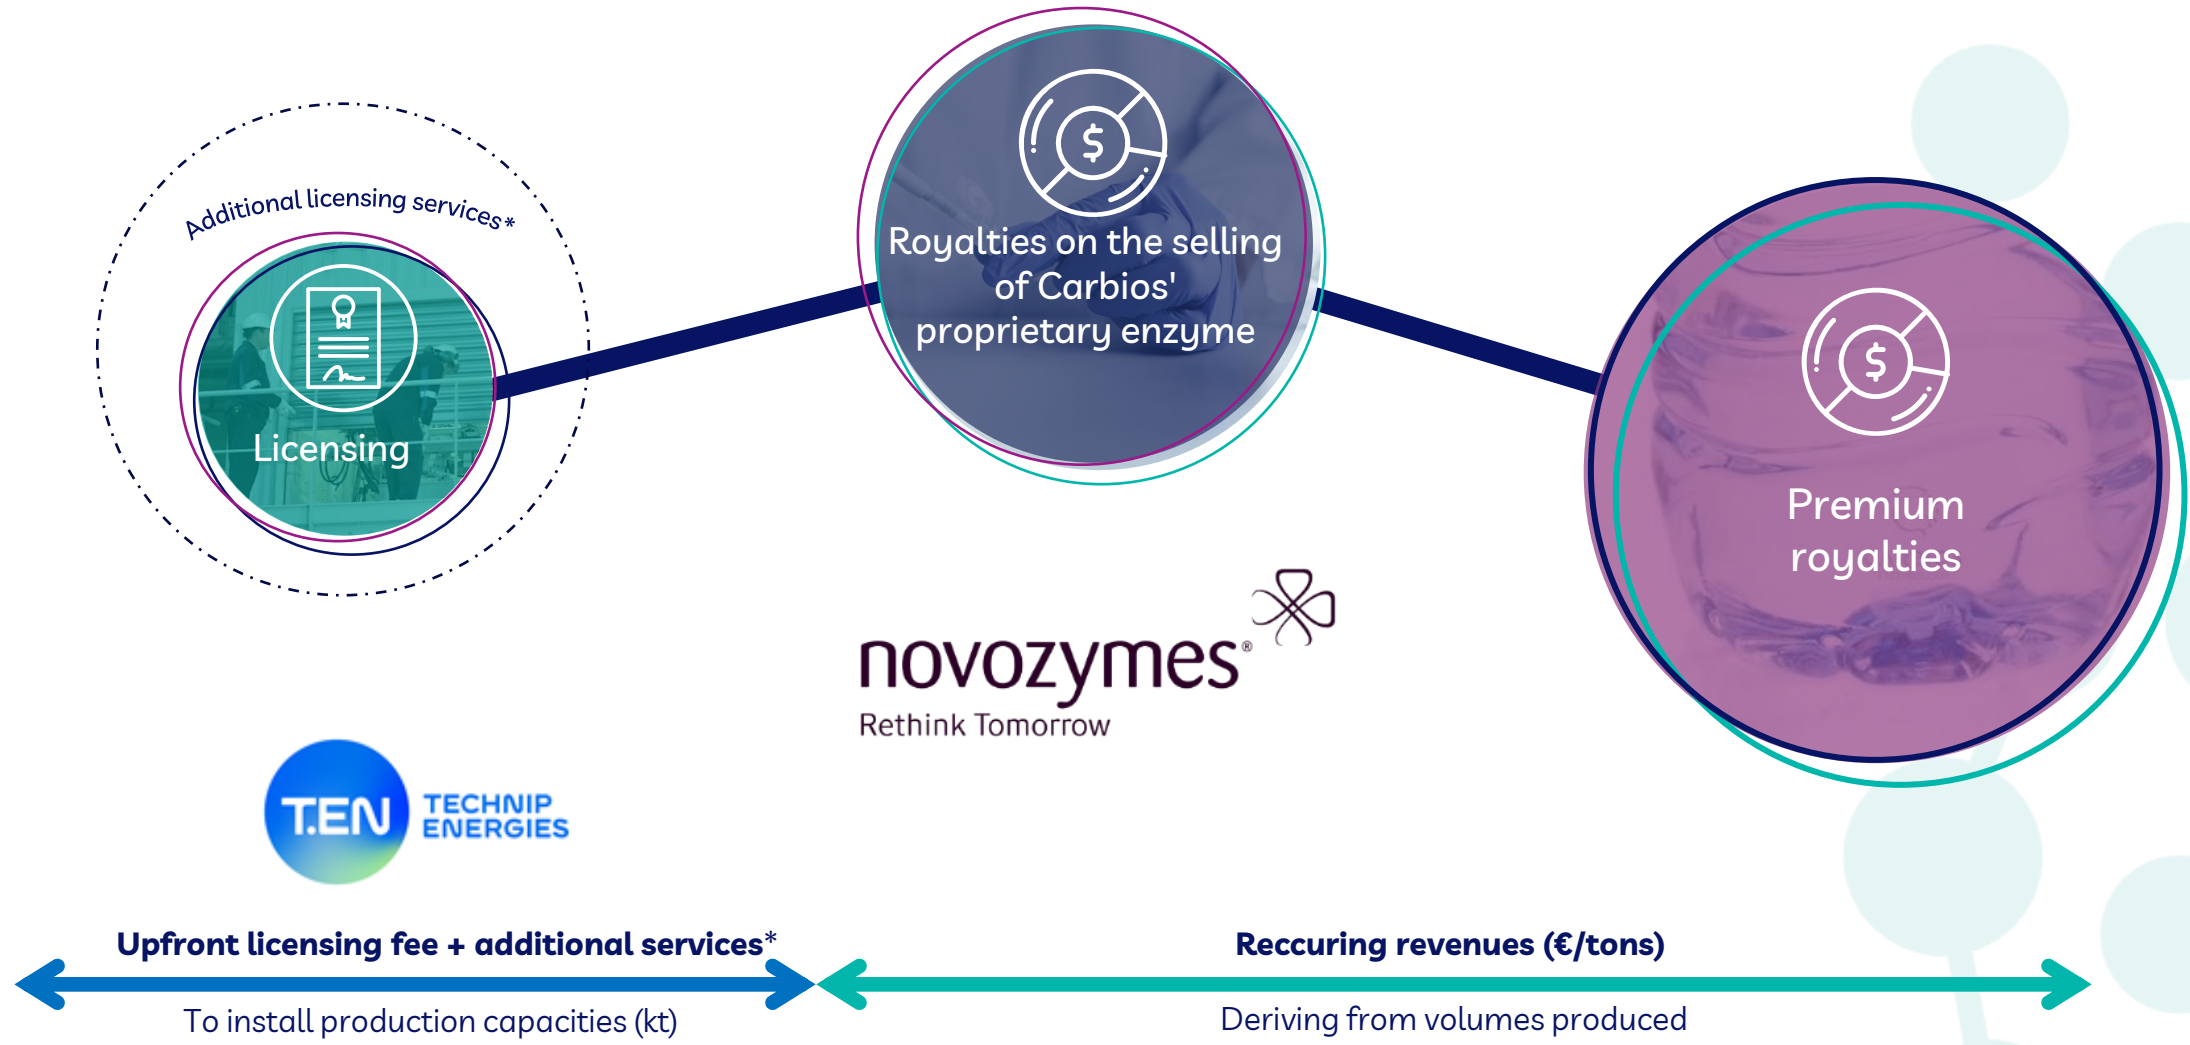 Additional licensing services*
Licensing
Royalties on the selling
of Carbios'
proprietary enzyme
$
Premium
royalties
$
novozymes®
Rethink Tomorrow
T.EN
TECHNIP
ENERGIES
Upfront licensing fee + additional services*
To install production capacities (kt)
Reccuring revenues (€/tons)
Deriving from volumes produced